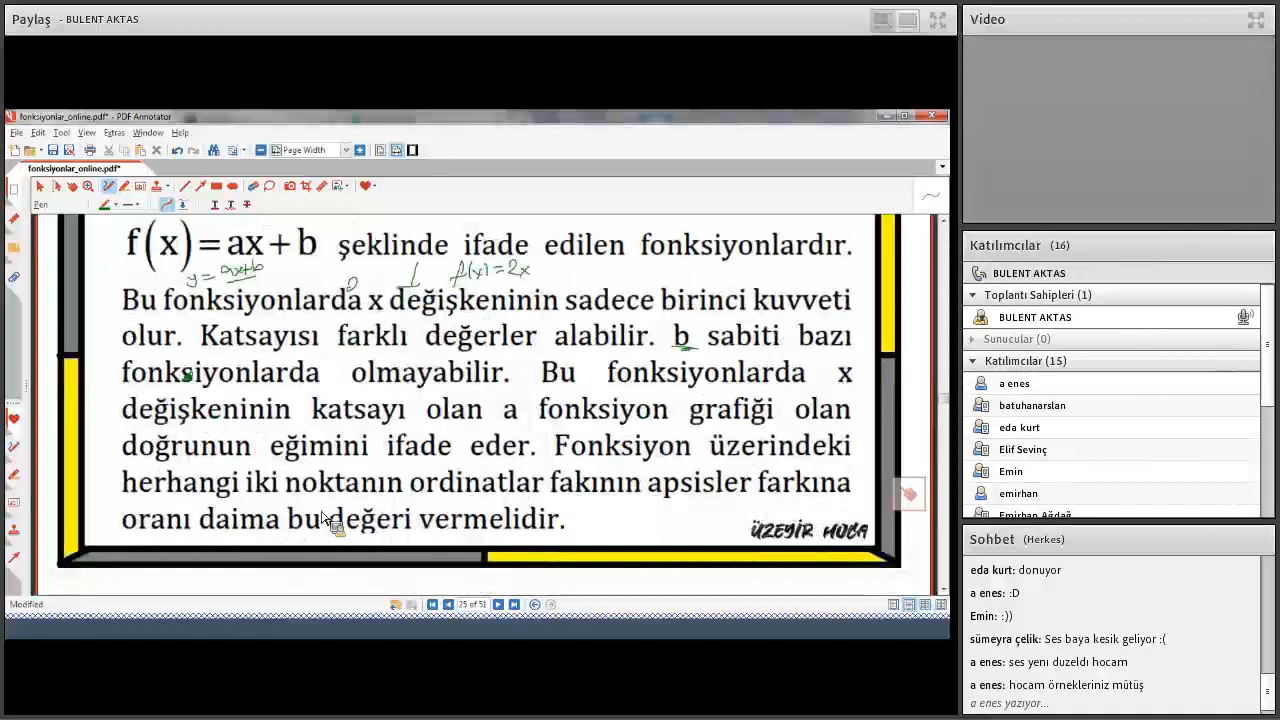 Paylaş - BULENT AKTAS
fonksiyonlar_online.pdf* - PDF Annotator
File Edit Tool View Extras Window Help
Page Width
fonksiyonlar_online.pdf*
Pen
f(x)=ax+b şeklinde ifade edilen fonksiyonlardır.
y = ax+b f(x)=2x
Bu fonksiyonlarda x değişkeninin sadece birinci kuvveti
olur. Katsayısı farklı değerler alabilir. b sabiti bazı
fonksiyonlarda olmayabilir. Bu fonksiyonlarda x
değişkeninin katsayı olan a fonksiyon grafiği olan
doğrunun eğimini ifade eder. Fonksiyon üzerindeki
herhangi iki noktanın ordinatlar fakının apsisler farkına
oranı daima bu değeri vermelidir.
ÜZEYİR HOCA
Modified
25 of 51
Video
Katılımcılar (16)
BULENT AKTAS
Toplantı Sahipleri (1)
BULENT AKTAS
Sunucular (0)
Katılımcılar (15)
a enes
batuhanarslan
eda kurt
Elif Sevinç
Emin
emirhan
Emirhan Ağdağ
Sohbet (Herkes)
eda kurt: donuyor
a enes: :D
Emin: :))
sümeyra çelik: Ses baya kesik geliyor :(
a enes: ses yenı duzeldı hocam
a enes: hocam örnekleriniz mütüş
a enes yazıyor...